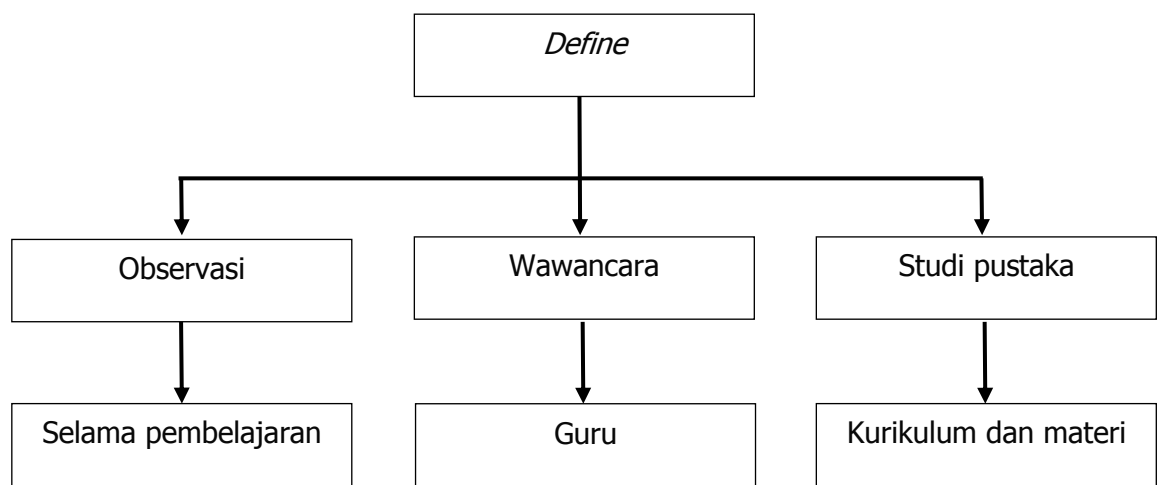 Define
Observasi
Wawancara
Studi pustaka
Selama pembelajaran
Guru
Kurikulum dan materi